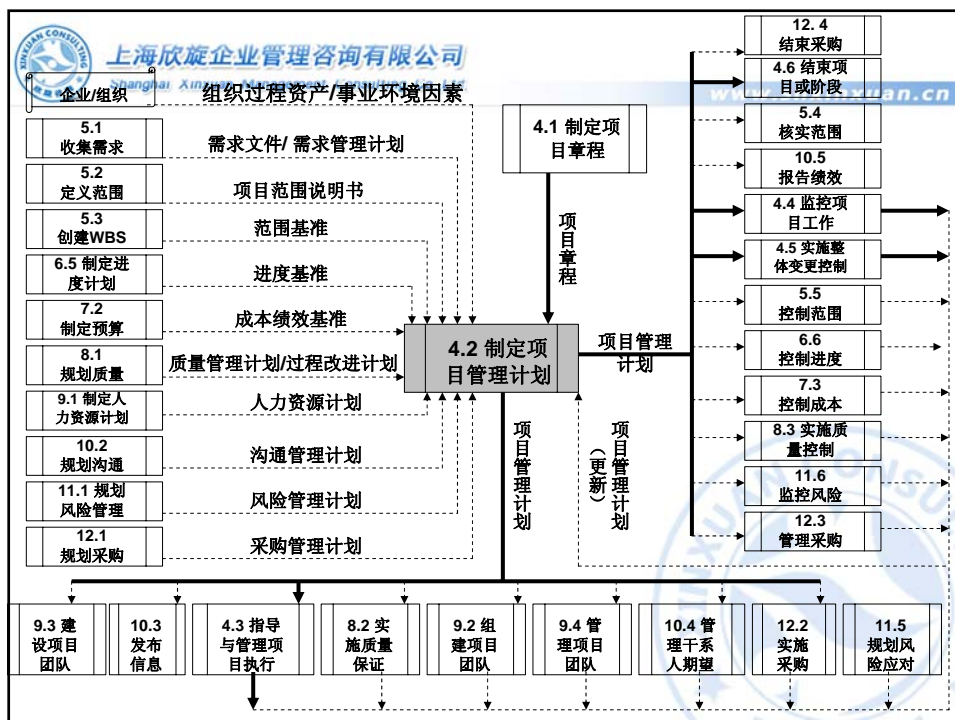 上海欣旋企业管理咨询有限公司
Shanghai Xinxuan Management Consulting Co.,Ltd
企业/组织
组织过程资产/事业环境因素
5.1
收集需求
需求文件/ 需求管理计划
5.2
定义范围
项目范围说明书
5.3
创建WBS
范围基准
6.5 制定进
度计划
进度基准
7.2
制定预算
成本绩效基准
8.1
规划质量
质量管理计划/过程改进计划
9.1 制定人
力资源计划
人力资源计划
10.2
规划沟通
沟通管理计划
11.1 规划
风险管理
风险管理计划
12.1
规划采购
采购管理计划
4.1 制定项
目章程
项目章程
4.2 制定项
目管理计划
项目管理
计划
项目管理计划
项目管理计划
（更新）
12. 4
结束采购
4.6 结束项
目或阶段
5.4
核实范围
10.5
报告绩效
4.4 监控项
目工作
4.5 实施整
体变更控制
5.5
控制范围
6.6
控制进度
7.3
控制成本
8.3 实施质
量控制
11.6
监控风险
12.3
管理采购
9.3 建
设项目
团队
10.3
发布
信息
4.3 指导
与管理项
目执行
8.2 实
施质量
保证
9.2 组
建项目
团队
9.4 管
理项目
团队
10.4 管
理干系
人期望
12.2
实施
采购
11.5
规划风
险应对